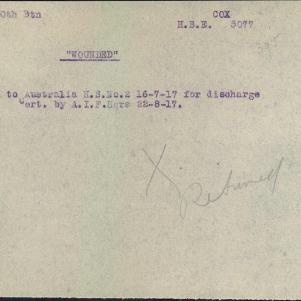 0th Btn COX
H.B.E. 3077
"WOUNDED"
to Australia H.S.No.2 16-7-17 for discharge
Cert. by A.I.F.Hqrs 22-8-17.
X
Returned